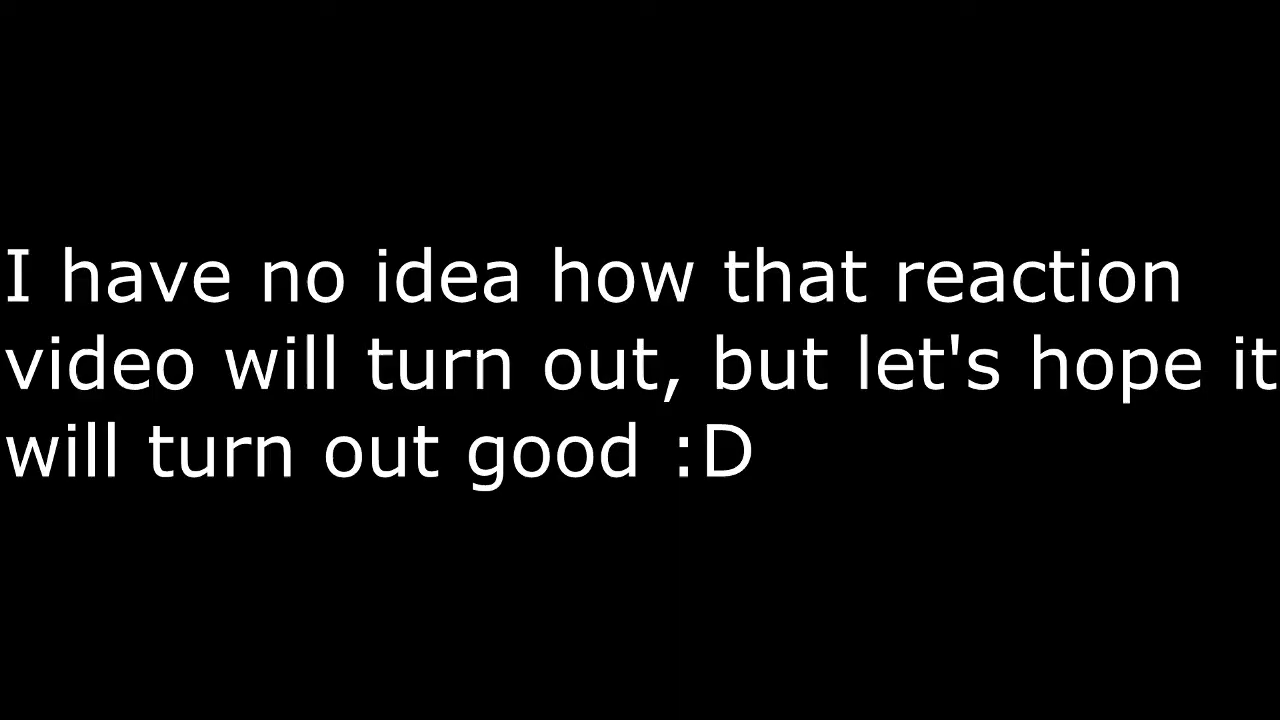 I have no idea how that reaction
video will turn out, but let's hope it
will turn out good :D